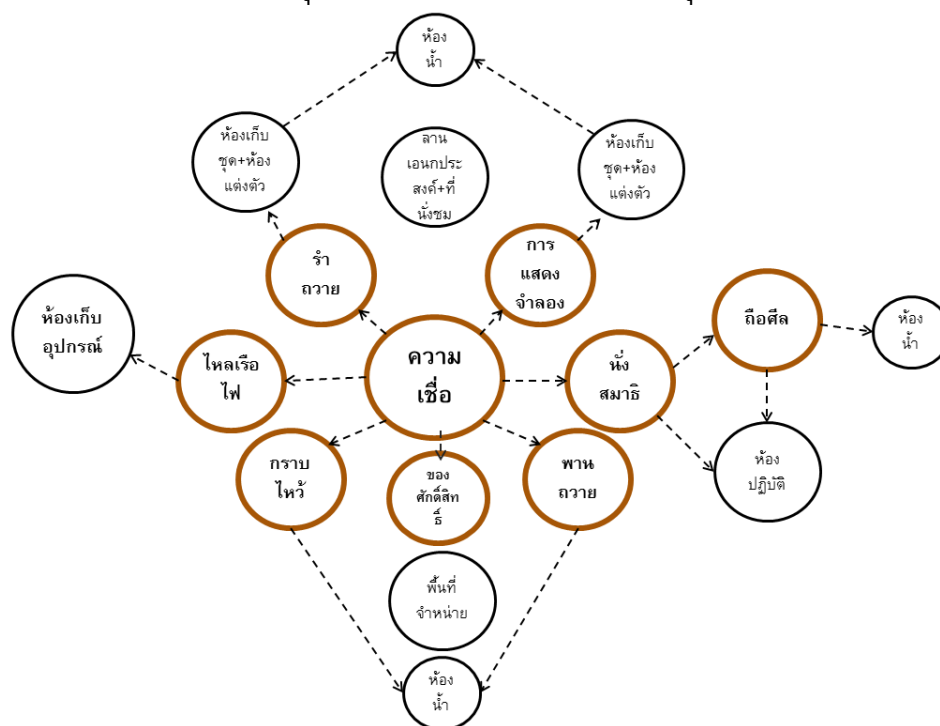 ห้อง
น้ำ
ห้องเก็บ
ชุด+ห้อง
แต่งตัว
ลาน
เอนกประ
สงค์+ที่
นั่งชม
ห้องเก็บ
ชุด+ห้อง
แต่งตัว
รำ
ถวาย
การ
แสดง
จำลอง
ห้องเก็บ
อุปกรณ์
ไหลเรือ
ไฟ
ความ
เชื่อ
นั่ง
สมาธิ
ถือศีล
ห้อง
น้ำ
กราบ
ไหว้
ของ
ศักดิ์สิท
ธิ์
พาน
ถวาย
ห้อง
ปฏิบัติ
พื้นที่
จำหน่าย
ห้อง
น้ำ